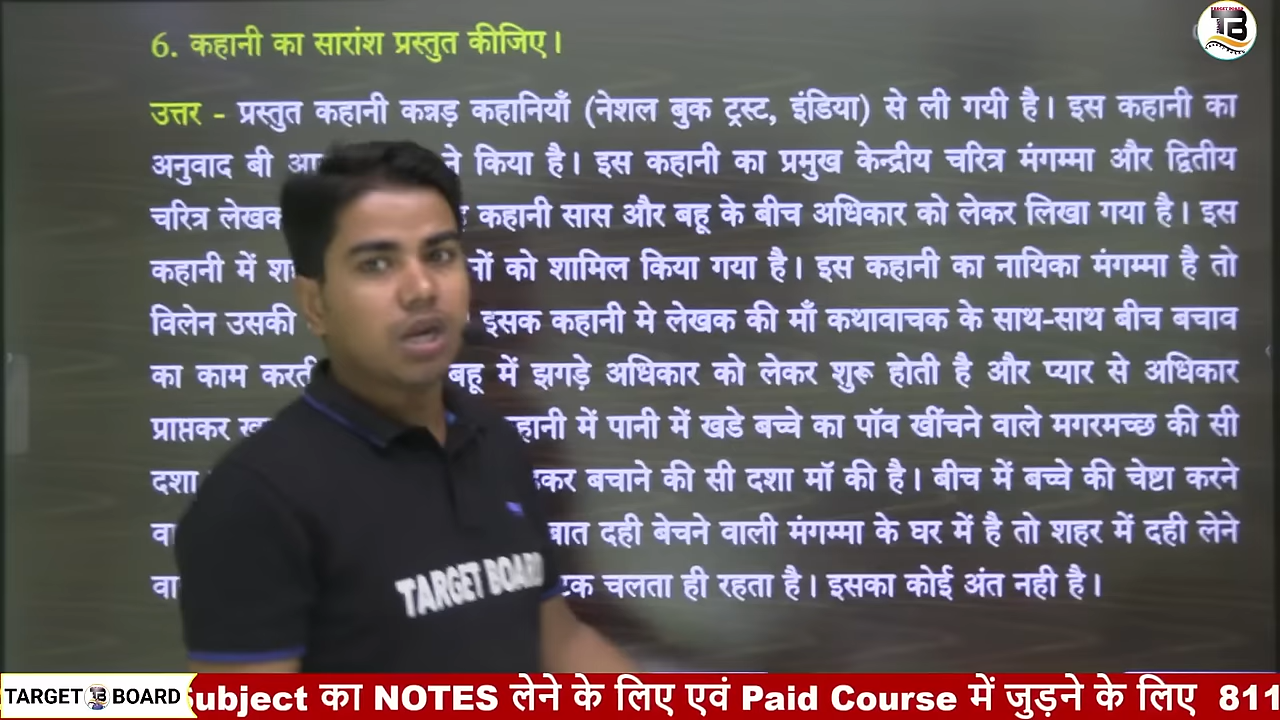 6. कहानी का सारांश प्रस्तुत कीजिए।
उत्तर - प्रस्तुत कहानी कन्नड़ कहानियाँ (नेशल बुक ट्रस्ट, इंडिया) से ली गयी है। इस कहानी का
अनुवाद बी ने किया है। इस कहानी का प्रमुख केन्द्रीय चरित्र मंगम्मा और द्वितीय
चरित्र कहानी सास और बहू के बीच अधिकार को लेकर लिखा गया है। इस
कहानी में को शामिल किया गया है। इस कहानी का नायिका मंगम्मा है तो
विलेन उसकी इसक कहानी मे लेखक की माँ कथावाचक के साथ-साथ बीच बचाव
का काम बहू में झगड़े अधिकार को लेकर शुरू होती है और प्यार से अधिकार
प्राप्तकर में पानी में खडे बच्चे का पॉव खींचने वाले मगरमच्छ की सी
दशा बचाने की सी दशा मॉ की है। बीच में बच्चे की चेष्टा करने
बात दही बेचने वाली मंगम्मा के घर में है तो शहर में दही लेने
चलता ही रहता है। इसका कोई अंत नही है।
TARGET BOARD
TARGET TB BOARD
Subject का NOTES लेने के लिए एवं Paid Course में जुड़ने के लिए 811